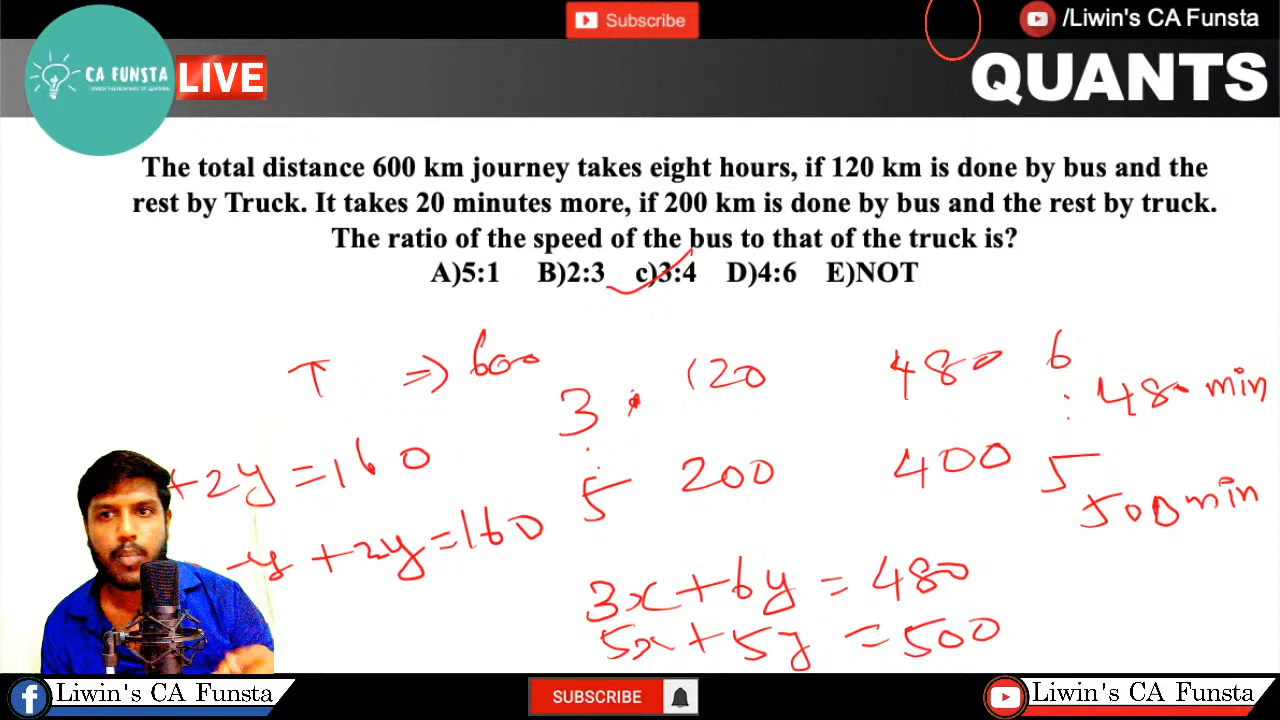 Subscribe
/Liwin's CA Funsta
CA FUNSTA
LIVE
QUANTS
The total distance 600 km journey takes eight hours, if 120 km is done by bus and the
rest by Truck. It takes 20 minutes more, if 200 km is done by bus and the rest by truck.
The ratio of the speed of the bus to that of the truck is?
A)5:1 B)2:3 c)3:4 D)4:6 E)NOT
T => 600
3 : 120 480 6 : 480 min
5 200 400 5 500 min
+2y = 160
-y + 2y = 160
3x + 6y = 480
5x + 5y = 500
Liwin's CA Funsta
SUBSCRIBE
Liwin's CA Funsta